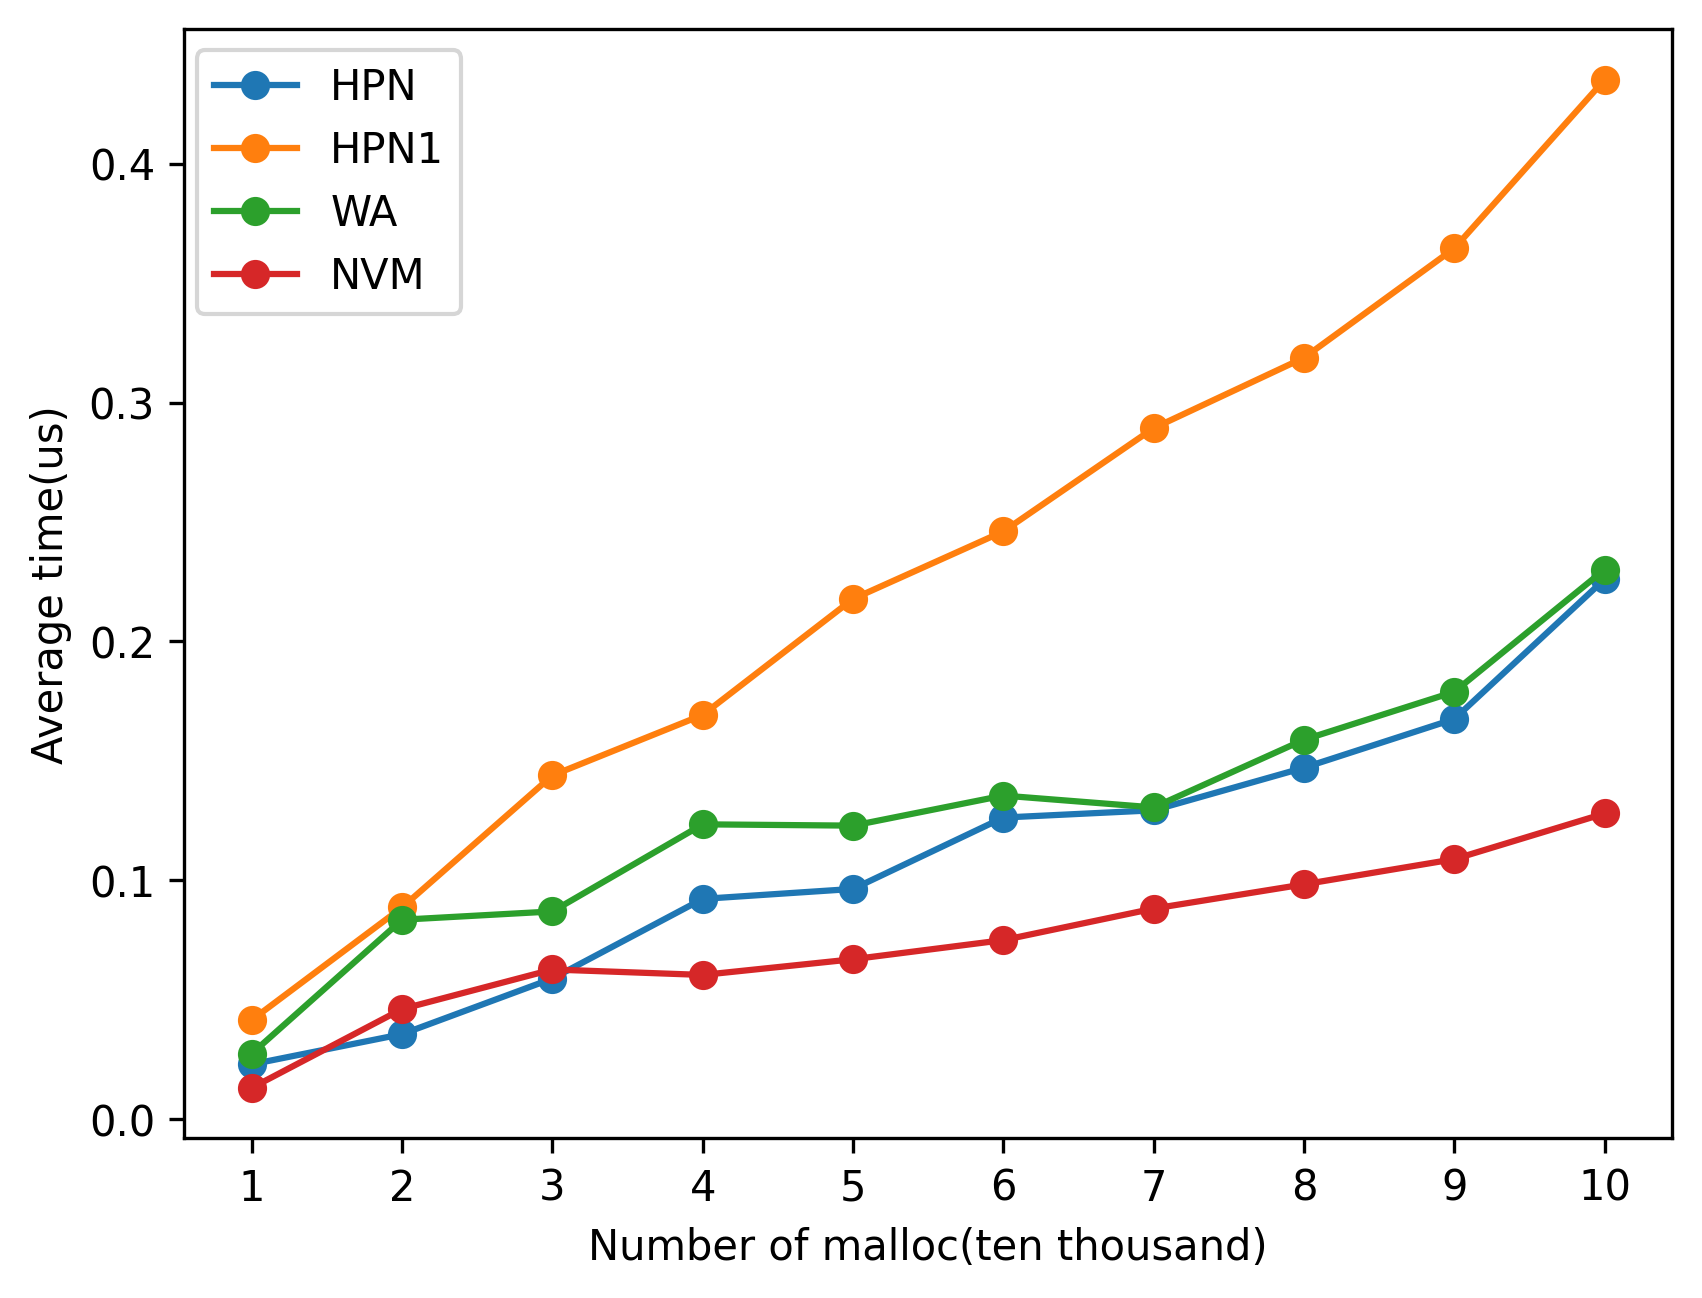 HPN
HPN1
WA
NVM
0.4
0.3
0.2
0.1
0.0
Average time(us)
1 2 3 4 5 6 7 8 9 10
Number of malloc(ten thousand)